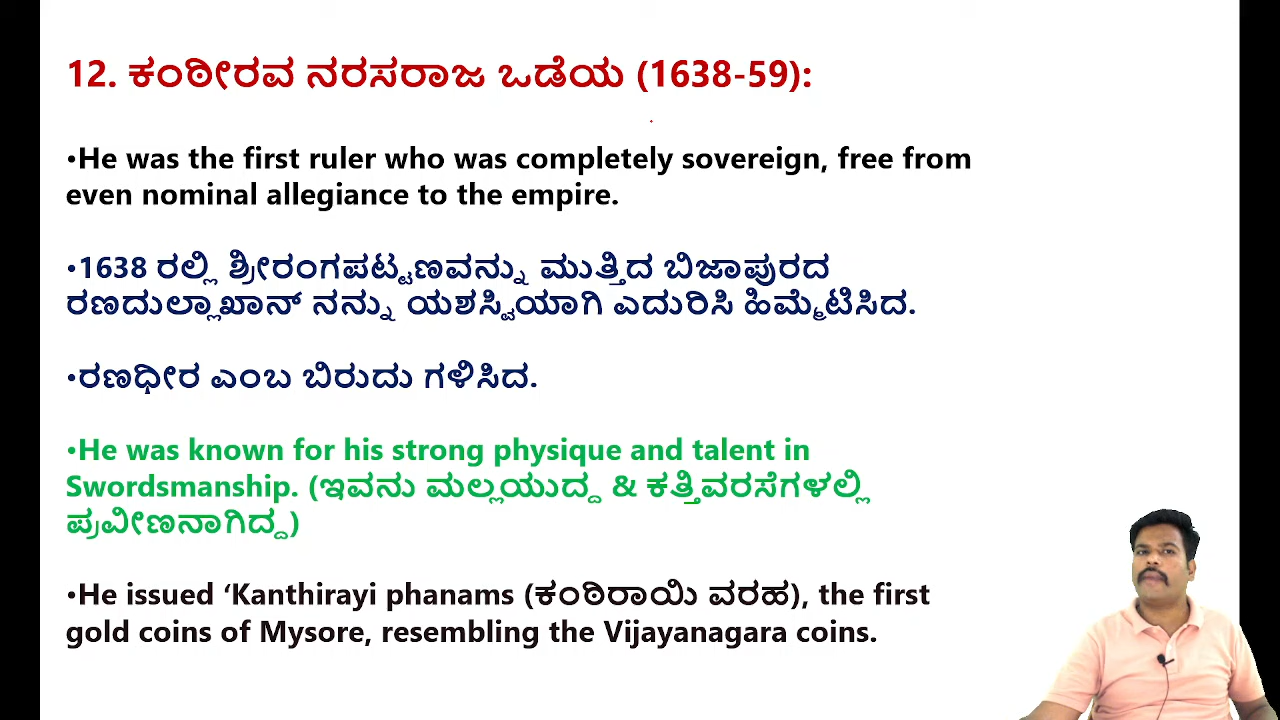 12. ಕಂಠೀರವ ನರಸರಾಜ ಒಡೆಯ (1638-59):
•He was the first ruler who was completely sovereign, free from
even nominal allegiance to the empire.
•1638 ರಲ್ಲಿ ಶ್ರೀರಂಗಪಟ್ಟಣವನ್ನು ಮುತ್ತಿದ ಬಿಜಾಪುರದ
ರಣದುಲ್ಲಾಖಾನ್ ನನ್ನು ಯಶಸ್ವಿಯಾಗಿ ಎದುರಿಸಿ ಹಿಮ್ಮೆಟಿಸಿದ.
•ರಣಧೀರ ಎಂಬ ಬಿರುದು ಗಳಿಸಿದ.
•He was known for his strong physique and talent in
Swordsmanship. (ಇವನು ಮಲ್ಲಯುದ್ದ & ಕತ್ತಿವರಸೆಗಳಲ್ಲಿ
ಪ್ರವೀಣನಾಗಿದ್ದ)
•He issued ‘Kanthirayi phanams (ಕಂಠಿರಾಯಿ ವರಹ), the first
gold coins of Mysore, resembling the Vijayanagara coins.